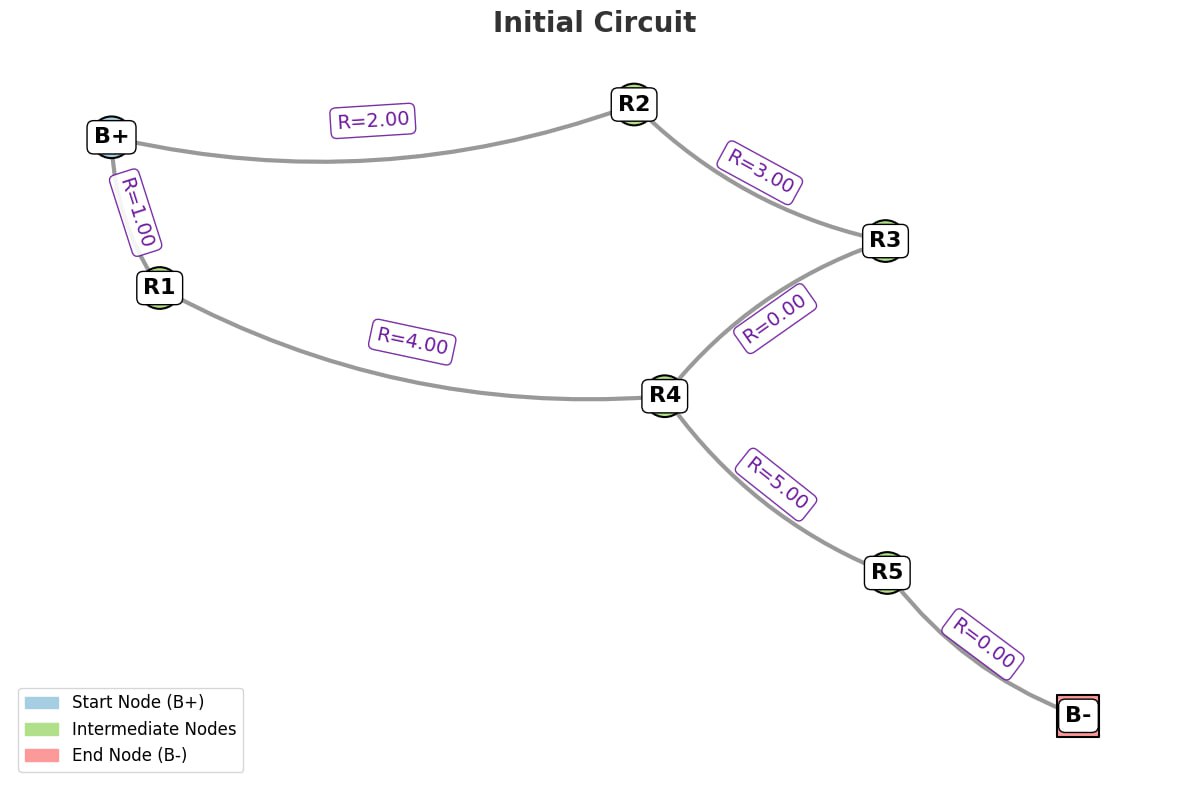 Initial Circuit
R2
R=2.00
B+
R=3.00
R=1.00
R3
R1
R=0.00
R=4.00
R4
R=5.00
R5
R=0.00
B-
Start Node (B+)
Intermediate Nodes
End Node (B-)